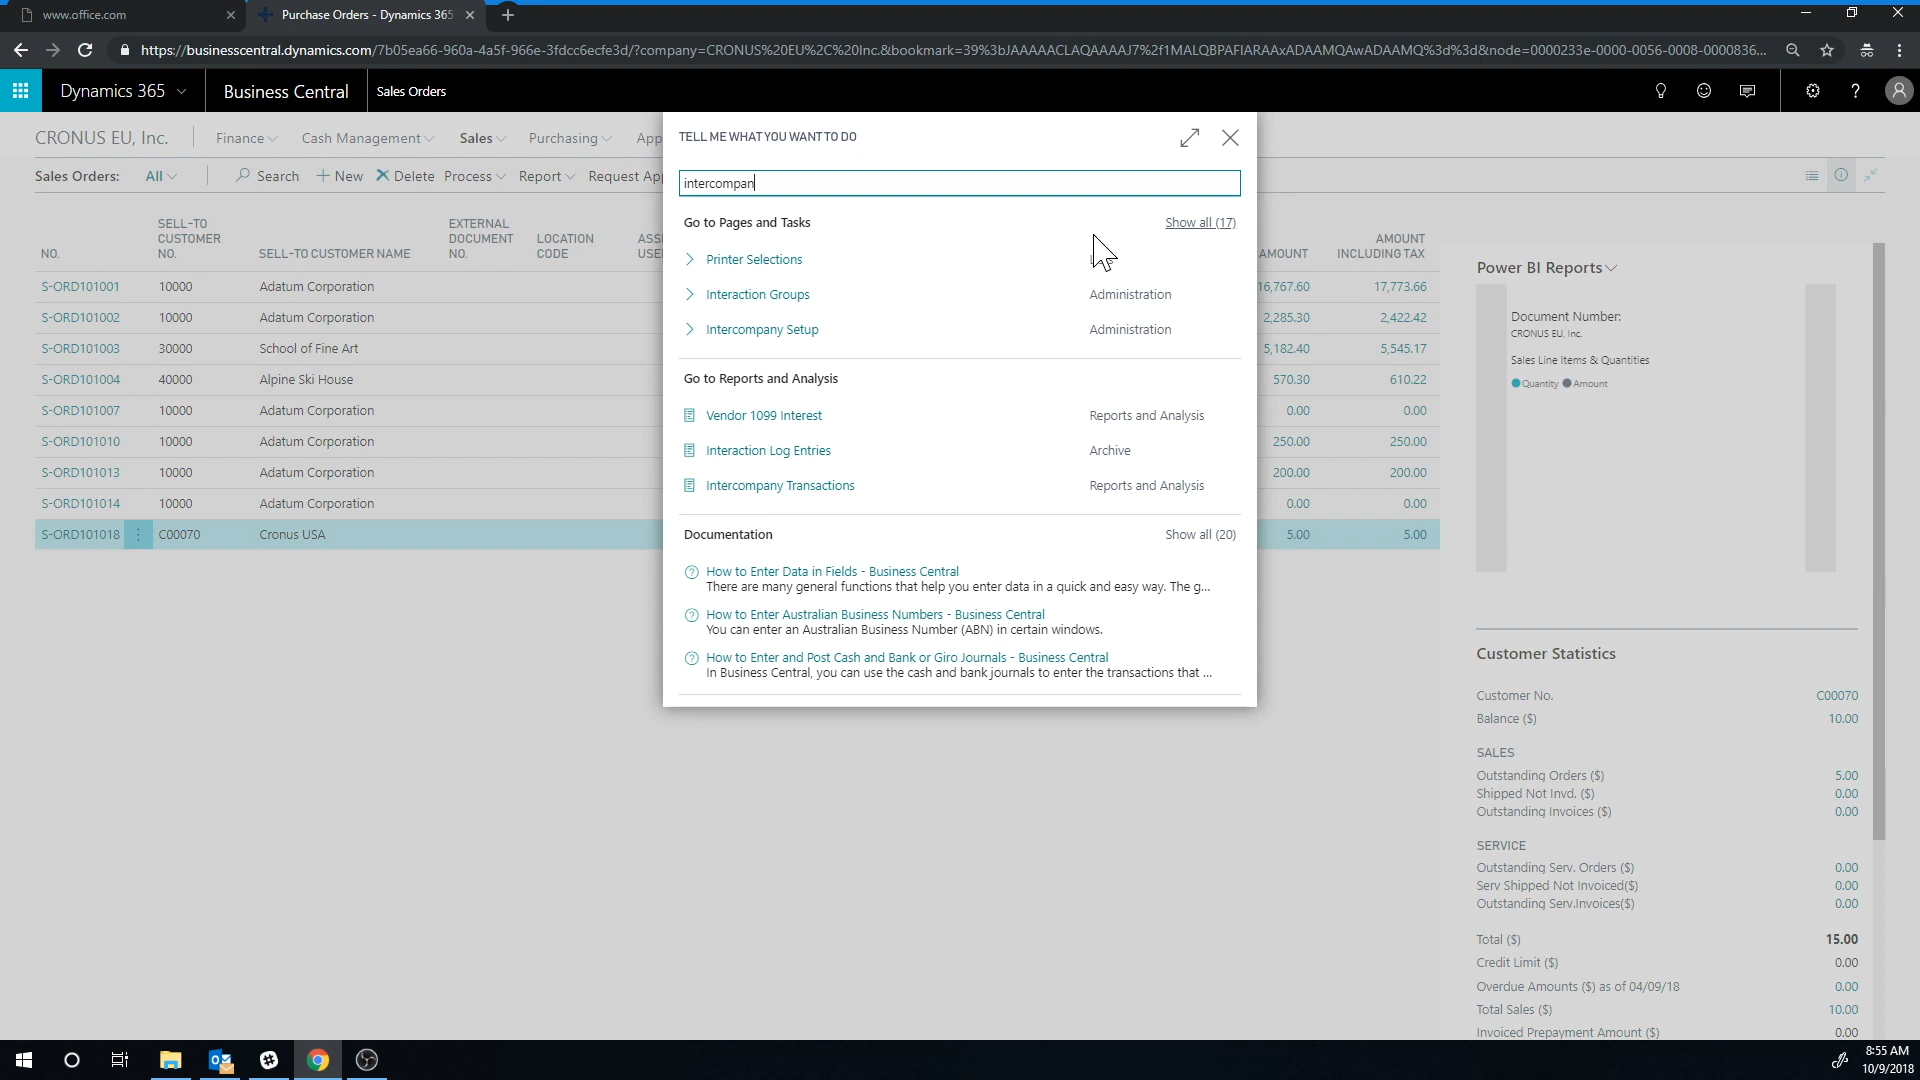 www.office.com
Purchase Orders - Dynamics 365
https://businesscentral.dynamics.com/7b05ea66-960a-4a5f-966e-3fdcc6ecfe3d/?company=CRONUS%20EU%2C%20Inc.&bookmark=39%3bJAAAAACLAQAAAAJ7%2f1MALQBPAFIARAAxADAAMQAwADAAMQ%3d%3d&node=0000233e-0000-0056-0008-0000836...
Dynamics 365
Business Central
Sales Orders
CRONUS EU, Inc.
Finance
Cash Management
Sales
Purchasing
App
Sales Orders:
All
Search
New
Delete
Process
Report
Request Ap
NO.
SELL-TO CUSTOMER NO.
SELL-TO CUSTOMER NAME
EXTERNAL DOCUMENT NO.
LOCATION CODE
ASS
USE
AMOUNT
AMOUNT INCLUDING TAX
S-ORD101001 10000 Adatum Corporation 16,767.60 17,773.66
S-ORD101002 10000 Adatum Corporation 2,285.30 2,422.42
S-ORD101003 30000 School of Fine Art 5,182.40 5,545.17
S-ORD101004 40000 Alpine Ski House 570.30 610.22
S-ORD101007 10000 Adatum Corporation 0.00 0.00
S-ORD101010 10000 Adatum Corporation 250.00 250.00
S-ORD101013 10000 Adatum Corporation 200.00 200.00
S-ORD101014 10000 Adatum Corporation 0.00 0.00
S-ORD101018 C00070 Cronus USA 5.00 5.00
TELL ME WHAT YOU WANT TO DO
intercompan
Go to Pages and Tasks
Show all (17)
Printer Selections
Interaction Groups Administration
Intercompany Setup Administration
Go to Reports and Analysis
Vendor 1099 Interest Reports and Analysis
Interaction Log Entries Archive
Intercompany Transactions Reports and Analysis
Documentation
Show all (20)
How to Enter Data in Fields - Business Central
There are many general functions that help you enter data in a quick and easy way. The g...
How to Enter Australian Business Numbers - Business Central
You can enter an Australian Business Number (ABN) in certain windows.
How to Enter and Post Cash and Bank or Giro Journals - Business Central
In Business Central, you can use the cash and bank journals to enter the transactions that ...
Power BI Reports
Document Number:
CRONUS EU, Inc.
Sales Line Items & Quantities
Quantity Amount
Customer Statistics
Customer No. C00070
Balance ($) 10.00
SALES
Outstanding Orders ($) 5.00
Shipped Not Invd. ($) 0.00
Outstanding Invoices ($) 0.00
SERVICE
Outstanding Serv. Orders ($) 0.00
Serv Shipped Not Invoiced($) 0.00
Outstanding Serv.Invoices($) 0.00
Total ($) 15.00
Credit Limit ($) 0.00
Overdue Amounts ($) as of 04/09/18 0.00
Total Sales ($) 10.00
Invoiced Prepayment Amount ($) 0.00
8:55 AM
10/9/2018